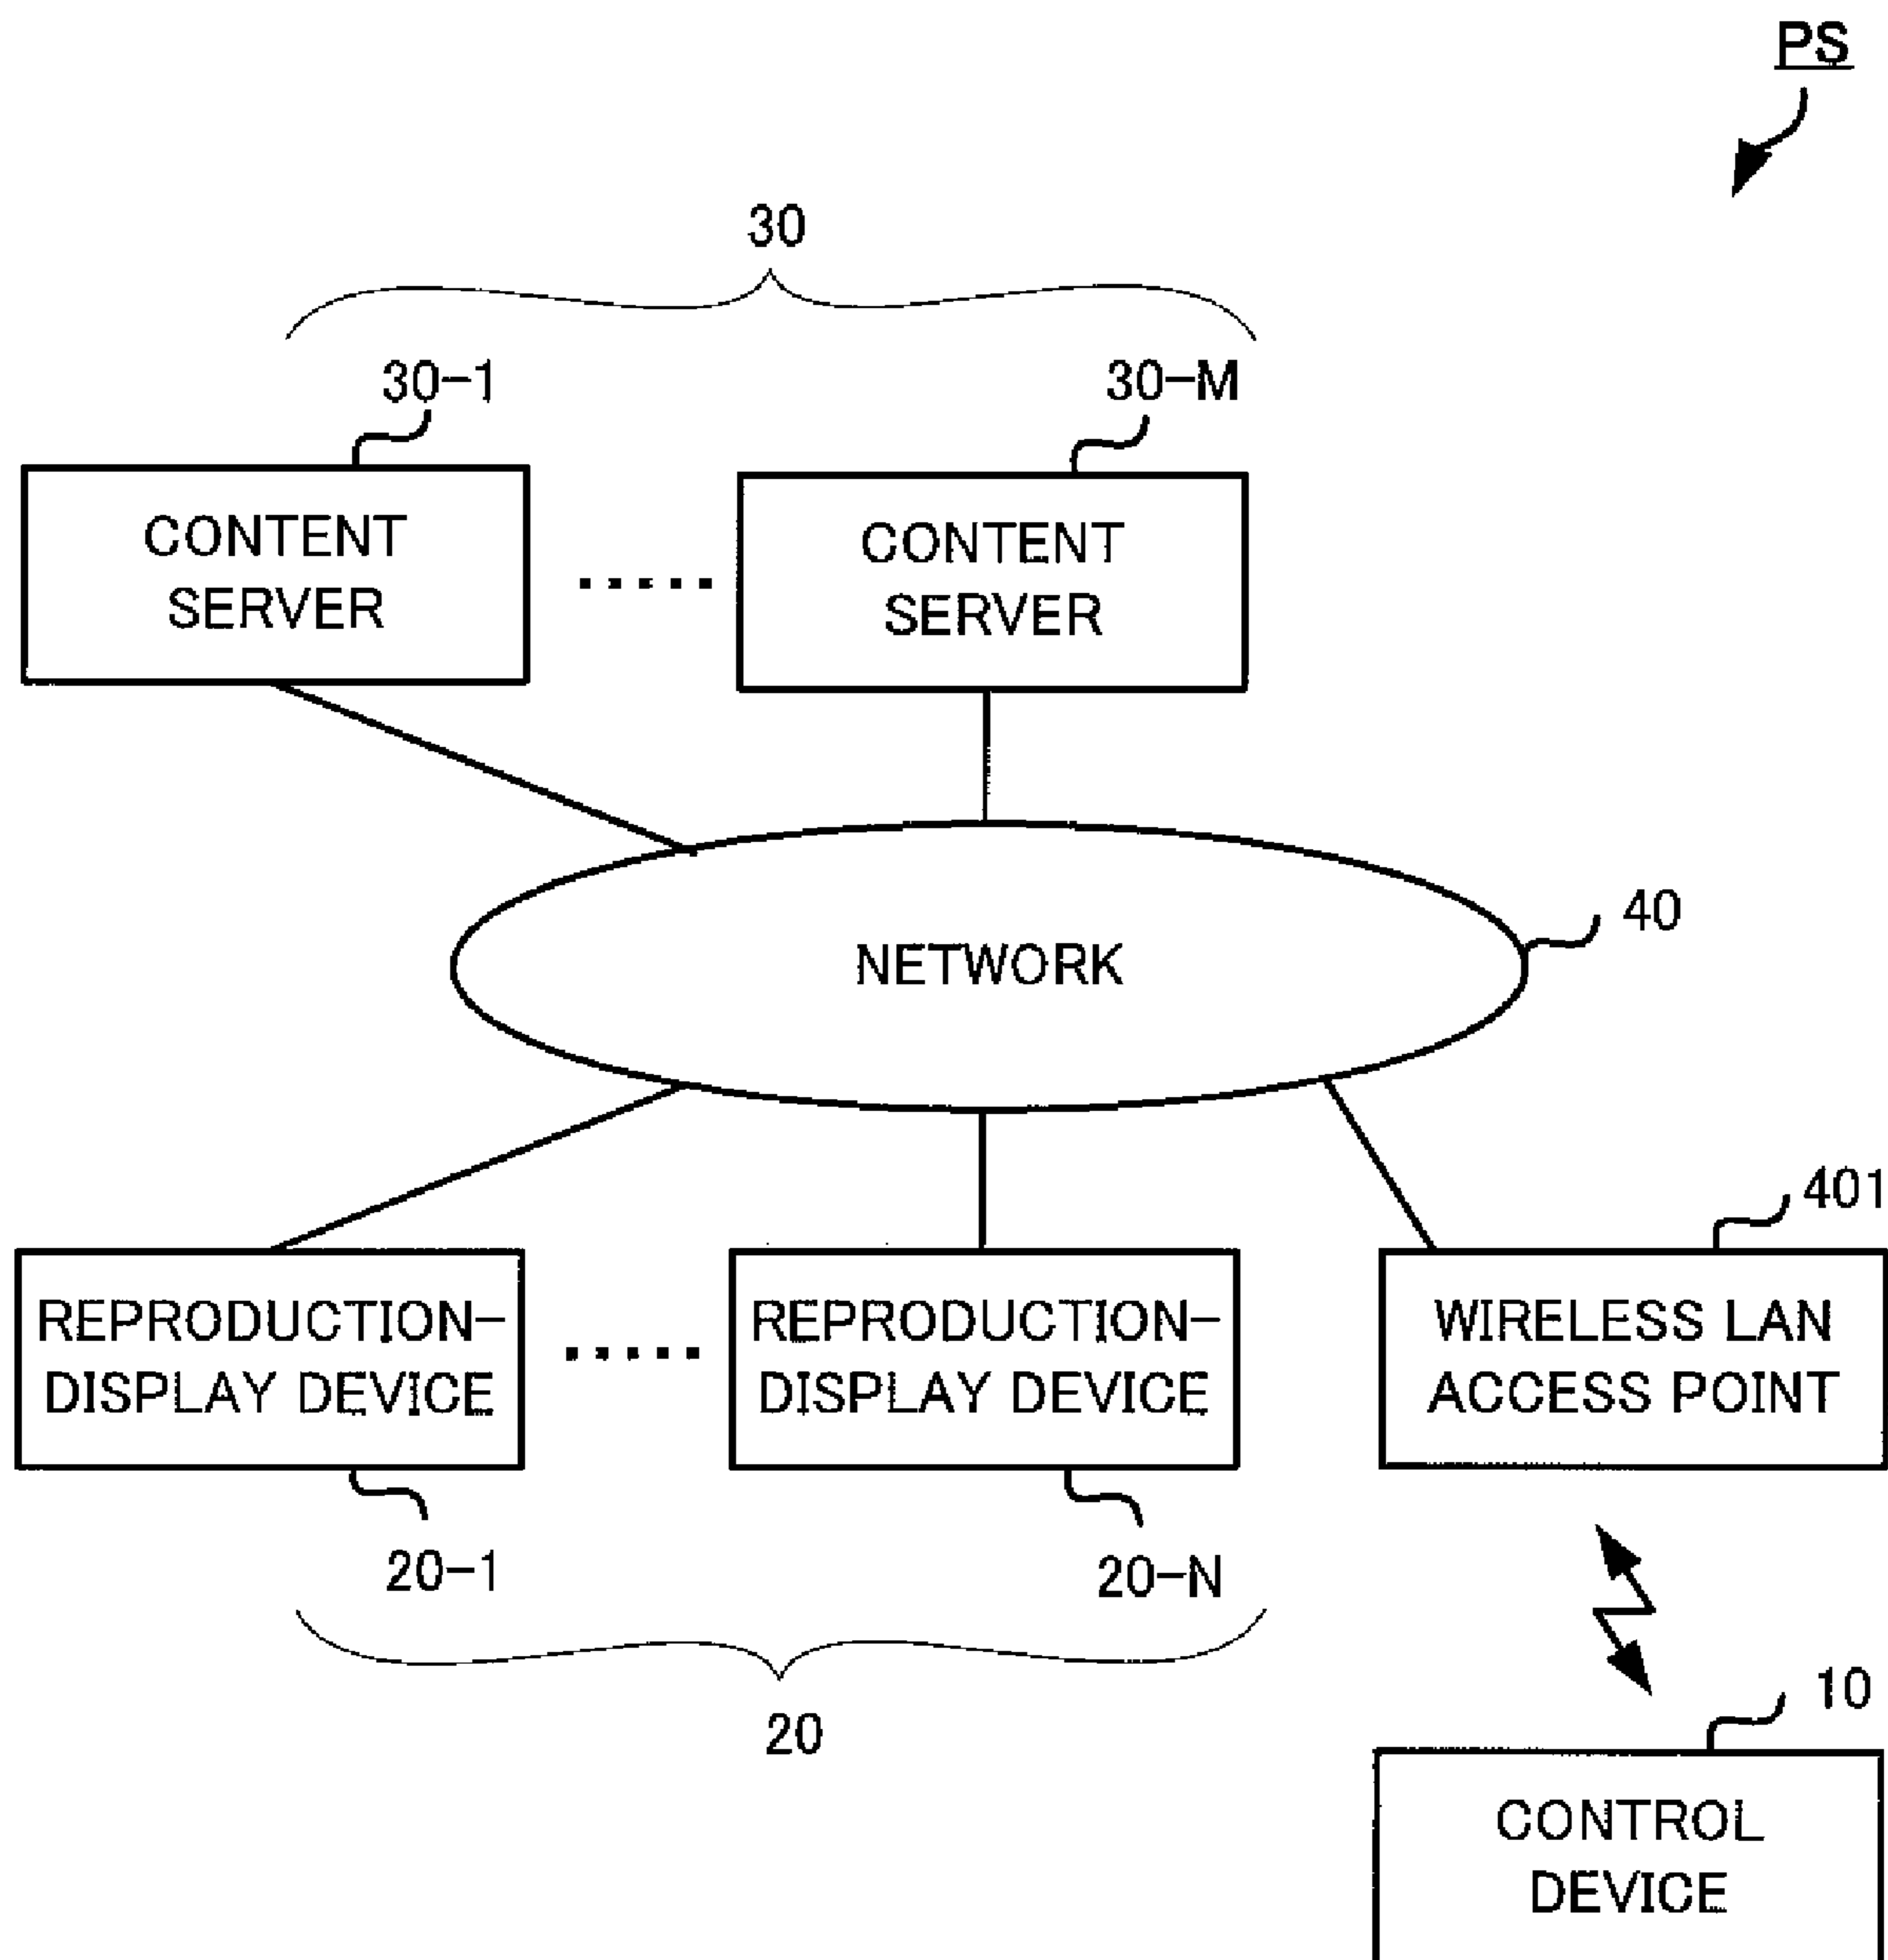 PS
30
30-1
30-M
CONTENT
SERVER
CONTENT
SERVER
40
NETWORK
401
REPRODUCTION-
DISPLAY DEVICE
REPRODUCTION-
DISPLAY DEVICE
WIRELESS LAN
ACCESS POINT
20-1
20-N
20
10
CONTROL
DEVICE